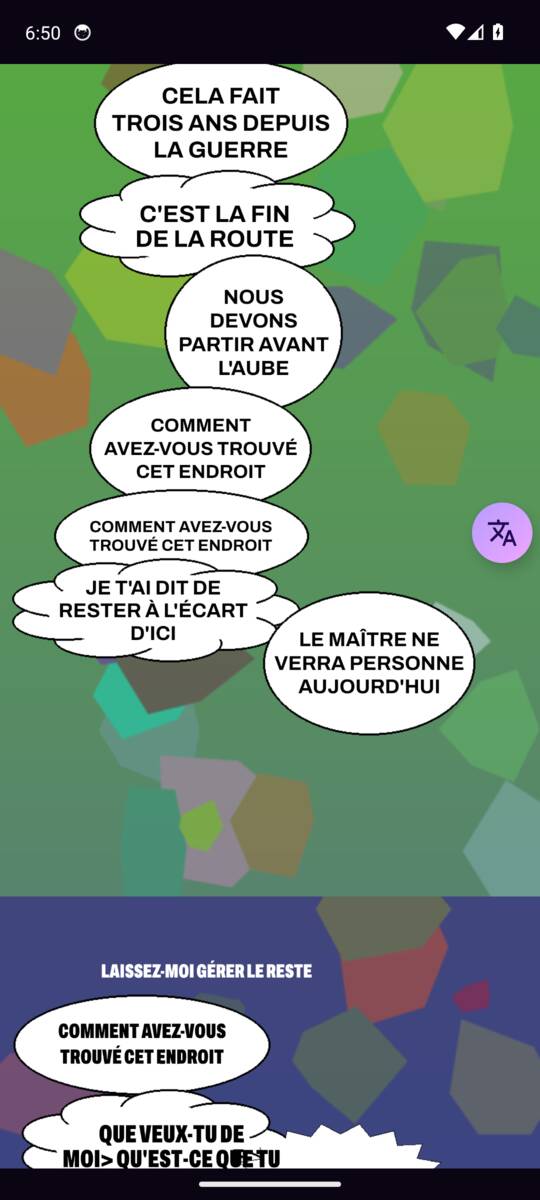 6:50
CELA FAIT
TROIS ANS DEPUIS
LA GUERRE
C'EST LA FIN
DE LA ROUTE
NOUS
DEVONS
PARTIR AVANT
L'AUBE
COMMENT
AVEZ-VOUS TROUVÉ
CET ENDROIT
COMMENT AVEZ-VOUS
TROUVÉ CET ENDROIT
JE T'AI DIT DE
RESTER À L'ÉCART
D'ICI
LE MAÎTRE NE
VERRA PERSONNE
AUJOURD'HUI
LAISSEZ-MOI GÉRER LE RESTE
COMMENT AVEZ-VOUS
TROUVÉ CET ENDROIT
QUE VEUX-TU DE
MOI> QU'EST-CE QUE TU